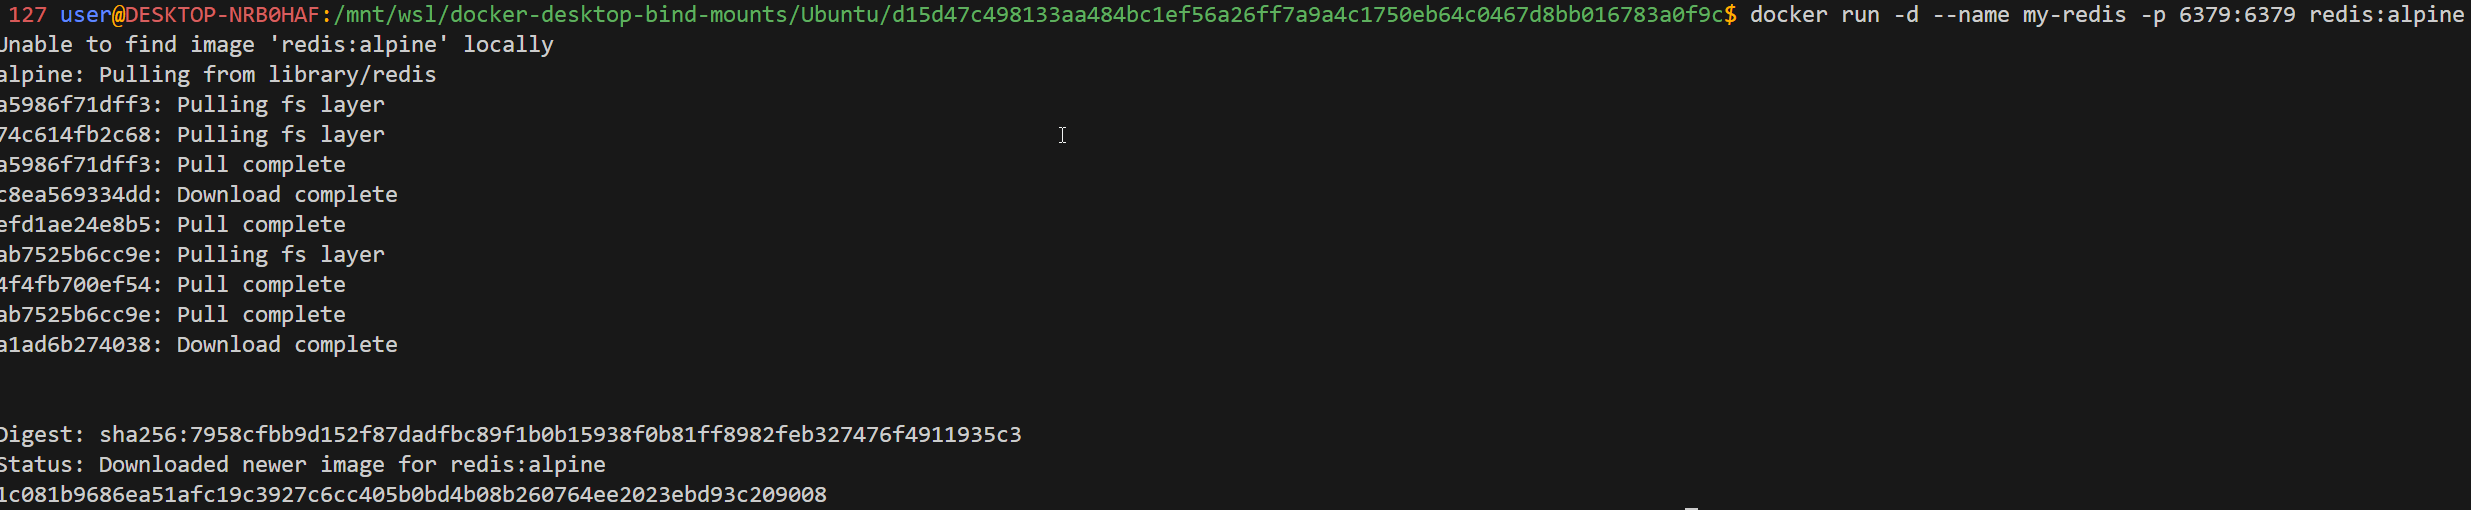 127 user@DESKTOP-NRB0HAF:/mnt/wsl/docker-desktop-bind-mounts/Ubuntu/d15d47c498133aa484bc1ef56a26ff7a9a4c1750eb64c0467d8bb016783a0f9c$ docker run -d --name my-redis -p 6379:6379 redis:alpine
Unable to find image 'redis:alpine' locally
alpine: Pulling from library/redis
a5986f71dff3: Pulling fs layer
74c614fb2c68: Pulling fs layer
a5986f71dff3: Pull complete
c8ea569334dd: Download complete
efd1ae24e8b5: Pull complete
ab7525b6cc9e: Pulling fs layer
4f4fb700ef54: Pull complete
ab7525b6cc9e: Pull complete
a1ad6b274038: Download complete
Digest: sha256:7958cfbb9d152f87dadfbc89f1b0b15938f0b81ff8982feb327476f4911935c3
Status: Downloaded newer image for redis:alpine
1c081b9686ea51afc19c3927c6cc405b0bd4b08b260764ee2023ebd93c209008